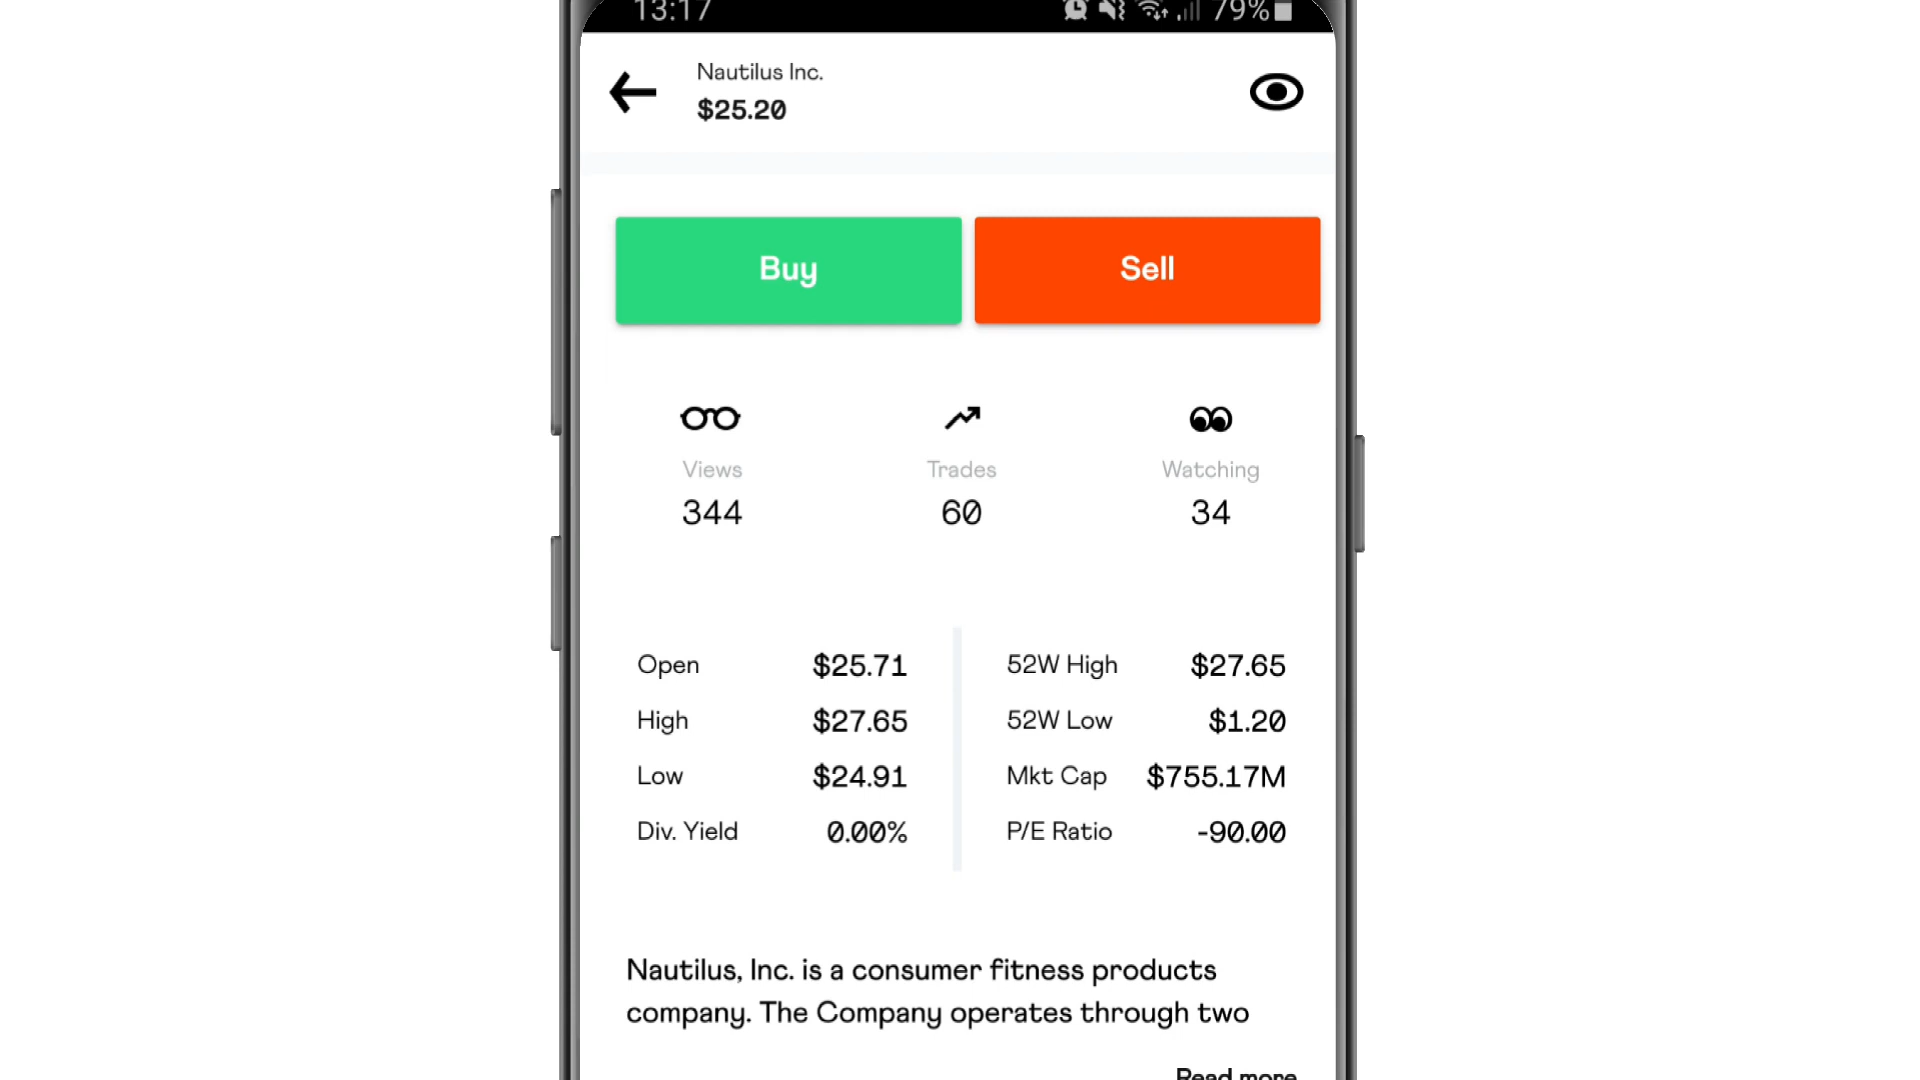 13:17 79%
Nautilus Inc.
$25.20
Buy Sell
Views Trades Watching
344 60 34
Open $25.71 52W High $27.65
High $27.65 52W Low $1.20
Low $24.91 Mkt Cap $755.17M
Div. Yield 0.00% P/E Ratio -90.00
Nautilus, Inc. is a consumer fitness products
company. The Company operates through two
Read more